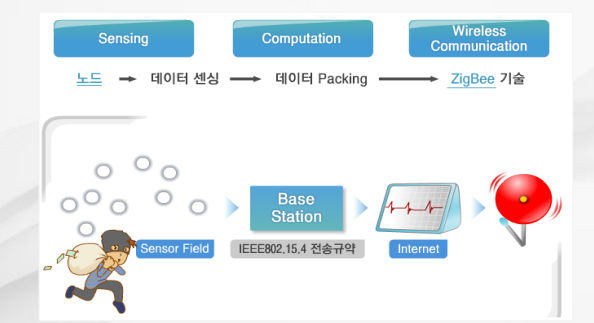 Sensing
Computation
Wireless
Communication
노드 → 데이터 센싱 → 데이터 Packing → ZigBee 기술
Base
Station
Sensor Field
IEEE802,15,4 전송규약
Internet